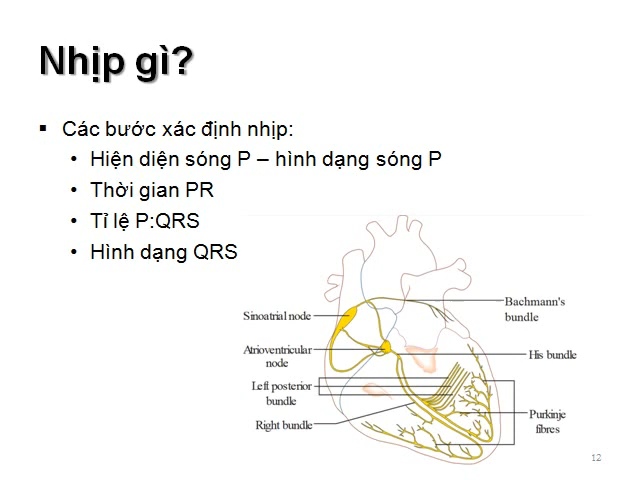 Nhịp gì?
▪ Các bước xác định nhịp:
• Hiện diện sóng P – hình dạng sóng P
• Thời gian PR
• Tỉ lệ P:QRS
• Hình dạng QRS
Bachmann's
bundle
Sinoatrial node
Atrioventricular
node
His bundle
Left posterior
bundle
Purkinje
fibres
Right bundle
12